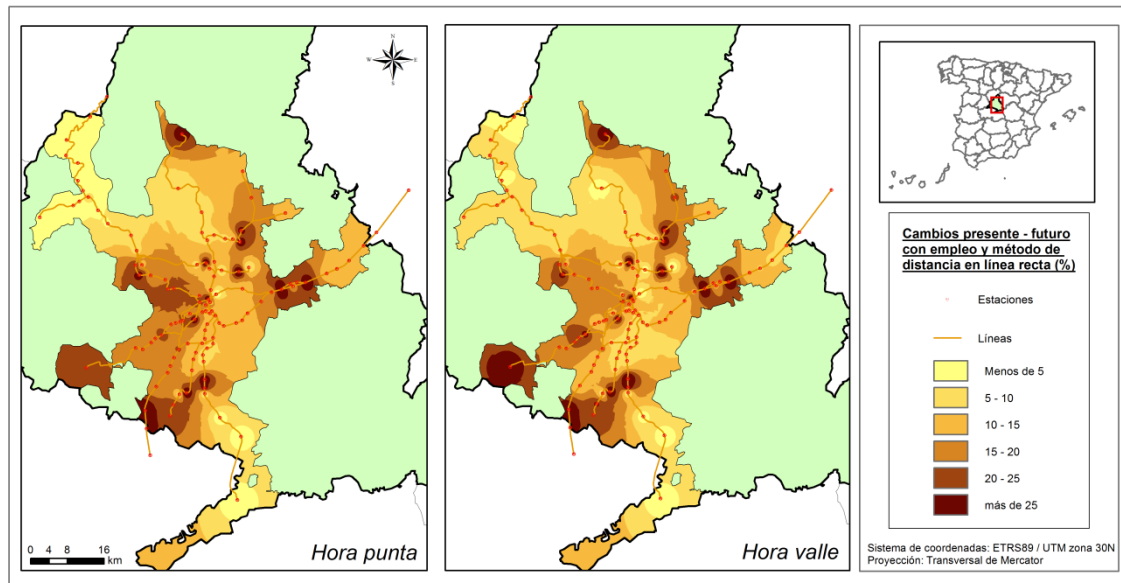 Hora punta
0 4 8 16
km
Hora valle
Cambios presente - futuro
con empleo y método de
distancia en línea recta (%)
Estaciones
Líneas
Menos de 5
5 - 10
10 - 15
15 - 20
20 - 25
más de 25
Sistema de coordenadas: ETRS89 / UTM zona 30N
Proyección: Transversal de Mercator